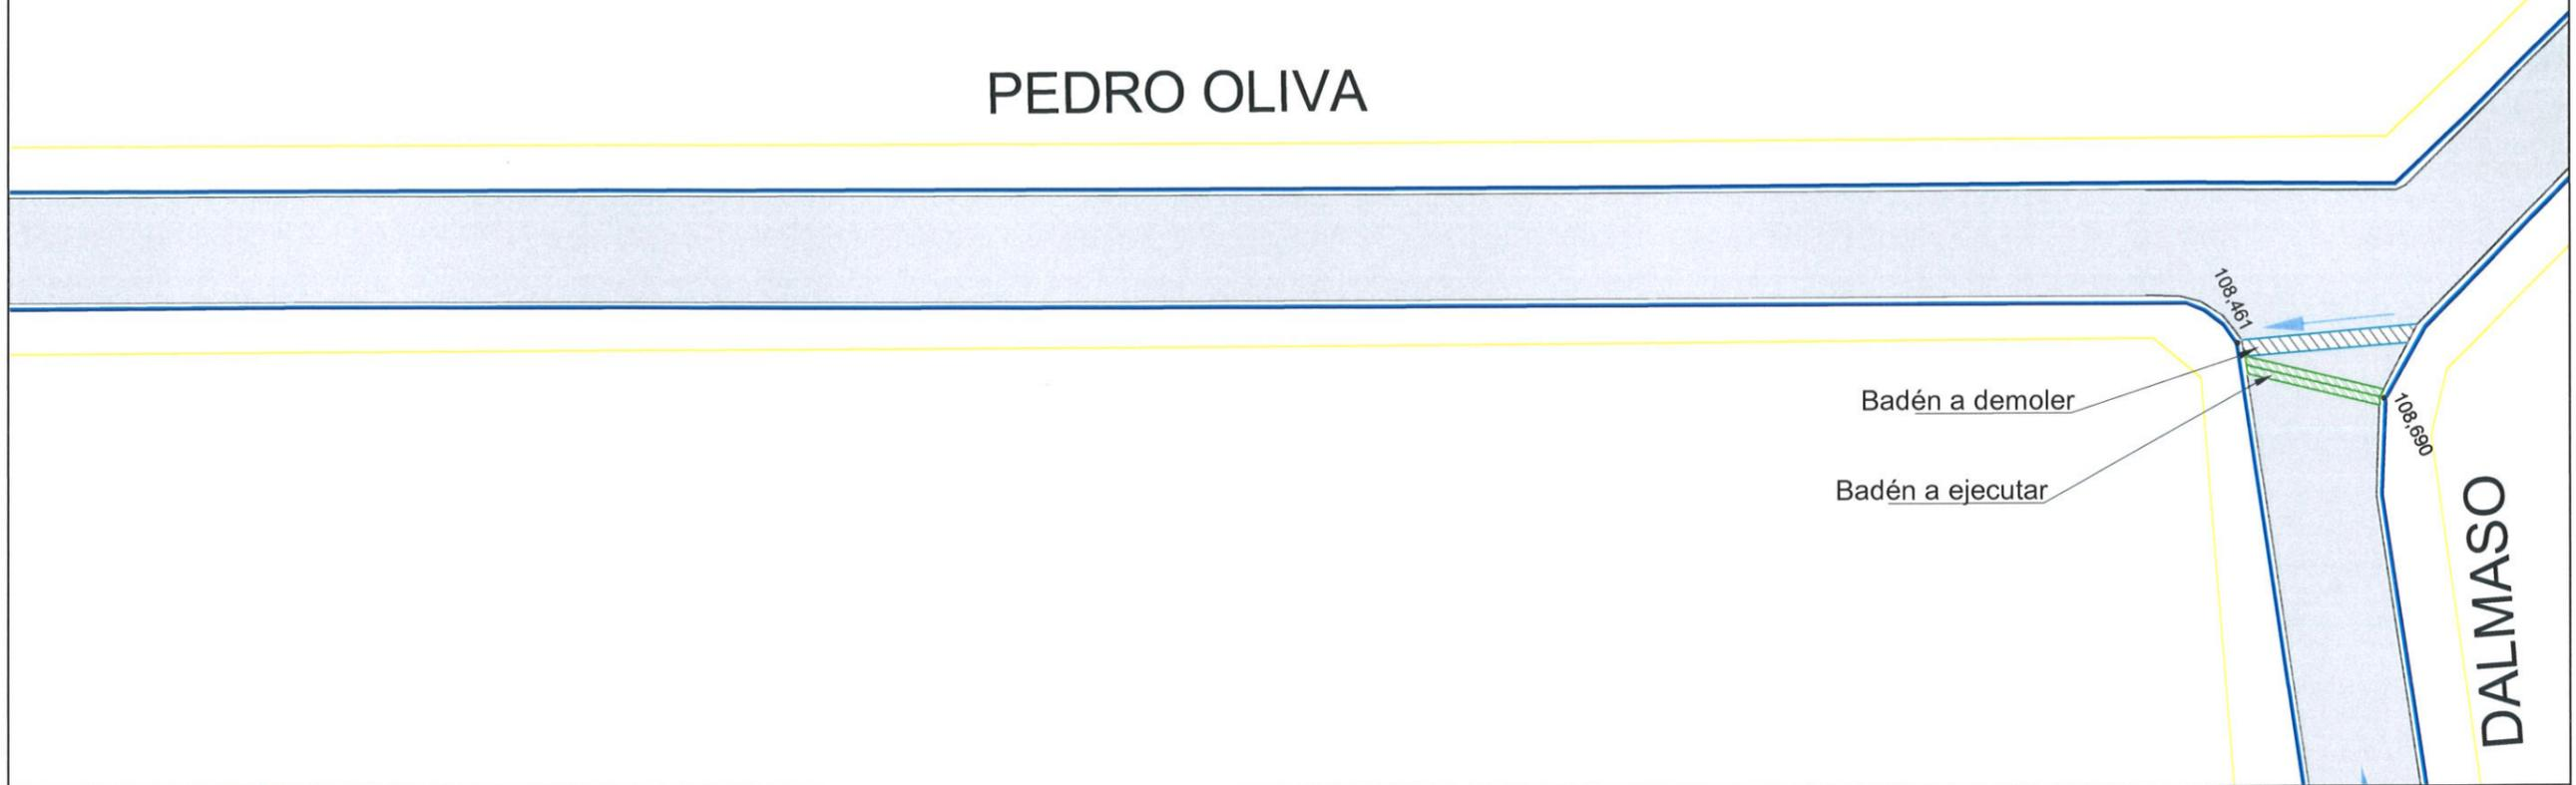 PEDRO OLIVA
108,461
Badén a demoler
108,690
Badén a ejecutar
DALMASO